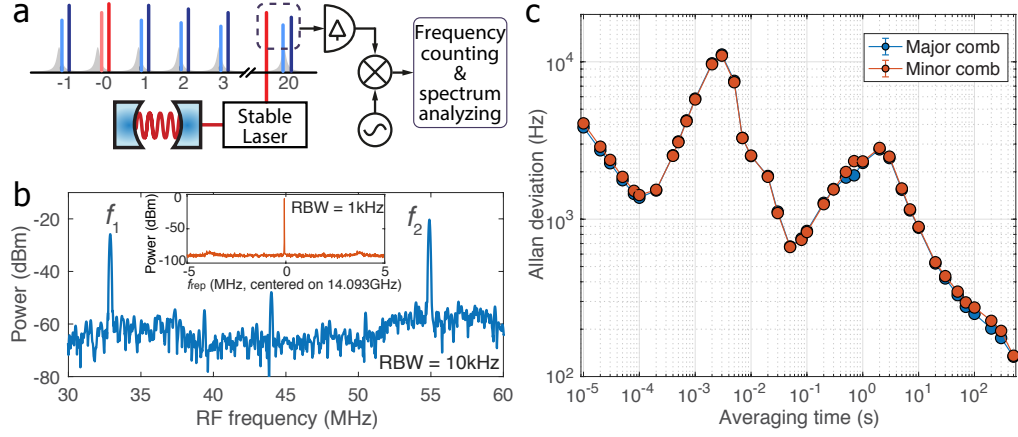 a
-1 0 1 2 3 20
Stable
Laser
Frequency
counting
&
spectrum
analyzing
b
Power (dBm)
-20
-40
-60
-80
30 35 40 45 50 55 60
RF frequency (MHz)
f1
f2
RBW = 10kHz
Power (dBm)
0
-50
-100
-5 0 5
RBW = 1kHz
frep (MHz, centered on 14.093GHz)
c
Allan deviation (Hz)
10^4
10^3
10^2
10^-5 10^-4 10^-3 10^-2 10^-1 10^0 10^1 10^2
Averaging time (s)
Major comb
Minor comb